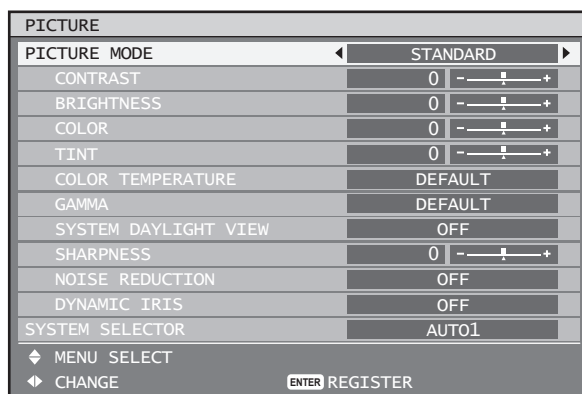 PICTURE
PICTURE MODE STANDARD
CONTRAST 0 - +
BRIGHTNESS 0 - +
COLOR 0 - +
TINT 0 - +
COLOR TEMPERATURE DEFAULT
GAMMA DEFAULT
SYSTEM DAYLIGHT VIEW OFF
SHARPNESS 0 - +
NOISE REDUCTION OFF
DYNAMIC IRIS OFF
SYSTEM SELECTOR AUTO1
MENU SELECT
CHANGE ENTER REGISTER